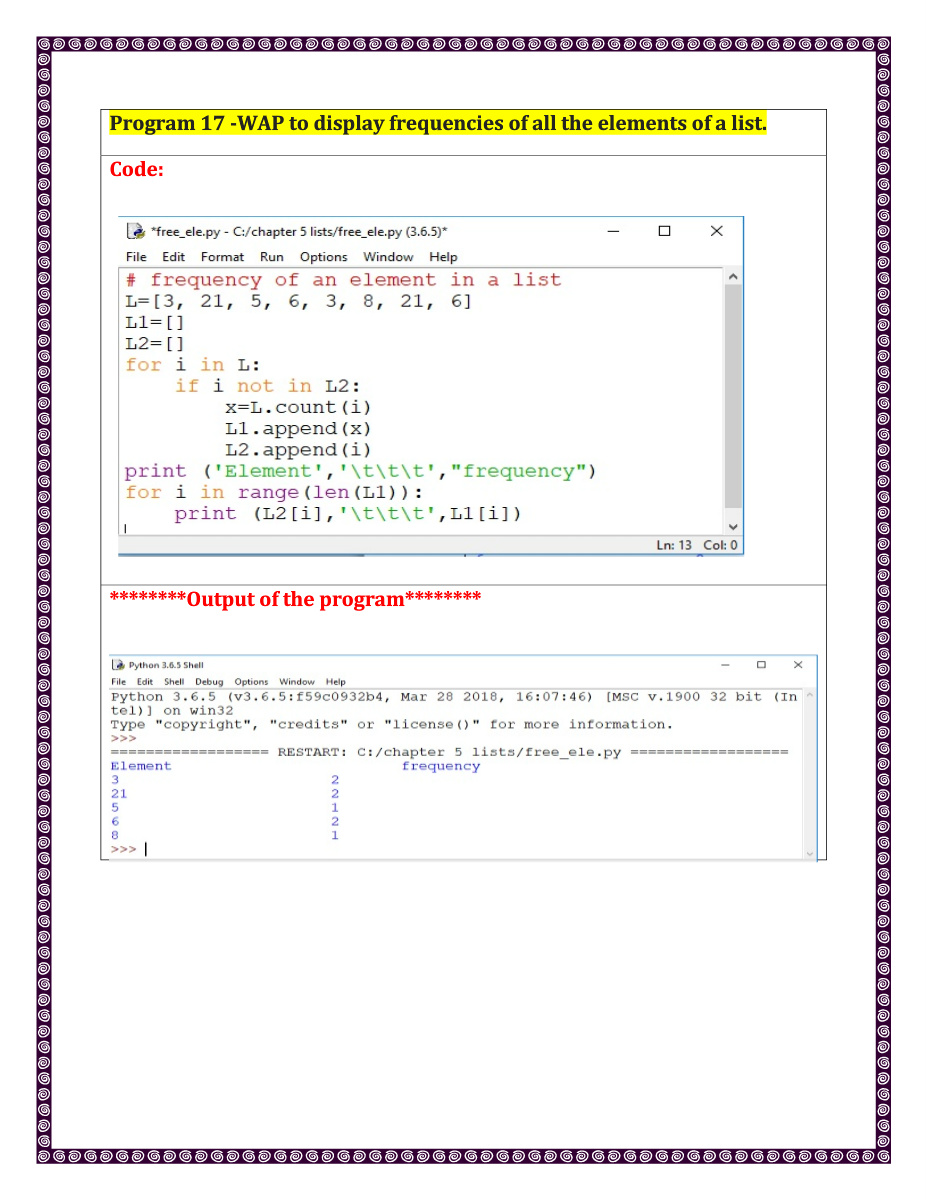 Program 17 -WAP to display frequencies of all the elements of a list.
Code:
*free_ele.py - C:/chapter 5 lists/free_ele.py (3.6.5)*
File Edit Format Run Options Window Help
# frequency of an element in a list
L=[3, 21, 5, 6, 3, 8, 21, 6]
L1=[]
L2=[]
for i in L:
    if i not in L2:
        x=L.count(i)
        L1.append(x)
        L2.append(i)
print ('Element','\t\t\t',"frequency")
for i in range(len(L1)):
    print (L2[i],'\t\t\t',L1[i])
Ln: 13 Col: 0
********Output of the program********
Python 3.6.5 Shell
File Edit Shell Debug Options Window Help
Python 3.6.5 (v3.6.5:f59c0932b4, Mar 28 2018, 16:07:46) [MSC v.1900 32 bit (In
tel)] on win32
Type "copyright", "credits" or "license()" for more information.
>>>
================== RESTART: C:/chapter 5 lists/free_ele.py ==================
Element frequency
3 2
21 2
5 1
6 2
8 1
>>>